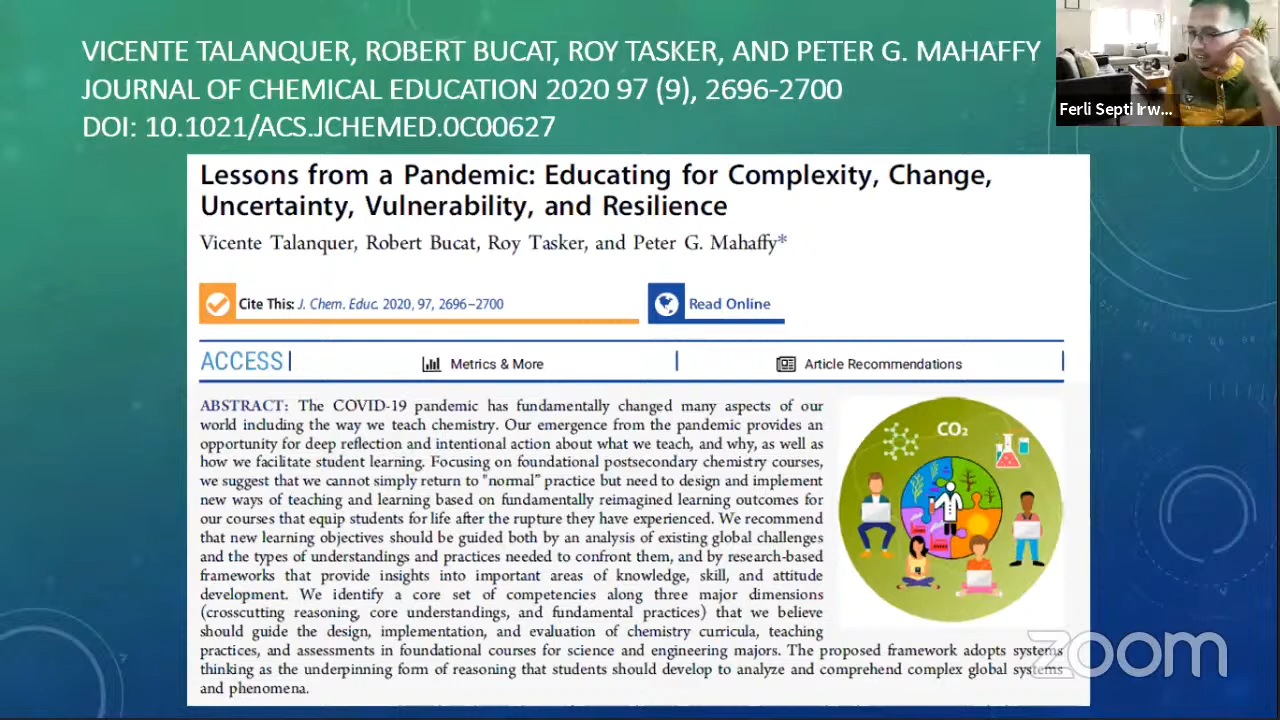 VICENTE TALANQUER, ROBERT BUCAT, ROY TASKER, AND PETER G. MAHAFFY
JOURNAL OF CHEMICAL EDUCATION 2020 97 (9), 2696-2700
DOI: 10.1021/ACS.JCHEMED.0C00627
Ferli Septi Irw...
Lessons from a Pandemic: Educating for Complexity, Change,
Uncertainty, Vulnerability, and Resilience
Vicente Talanquer, Robert Bucat, Roy Tasker, and Peter G. Mahaffy*
Cite This: J. Chem. Educ. 2020, 97, 2696−2700
Read Online
ACCESS
Metrics & More
Article Recommendations
ABSTRACT: The COVID-19 pandemic has fundamentally changed many aspects of our
world including the way we teach chemistry. Our emergence from the pandemic provides an
opportunity for deep reflection and intentional action about what we teach, and why, as well as
how we facilitate student learning. Focusing on foundational postsecondary chemistry courses,
we suggest that we cannot simply return to "normal" practice but need to design and implement
new ways of teaching and learning based on fundamentally reimagined learning outcomes for
our courses that equip students for life after the rupture they have experienced. We recommend
that new learning objectives should be guided both by an analysis of existing global challenges
and the types of understandings and practices needed to confront them, and by research-based
frameworks that provide insights into important areas of knowledge, skill, and attitude
development. We identify a core set of competencies along three major dimensions
(crosscutting reasoning, core understandings, and fundamental practices) that we believe
should guide the design, implementation, and evaluation of chemistry curricula, teaching
practices, and assessments in foundational courses for science and engineering majors. The proposed framework adopts systems
thinking as the underpinning form of reasoning that students should develop to analyze and comprehend complex global systems
and phenomena.
CO₂
zoom